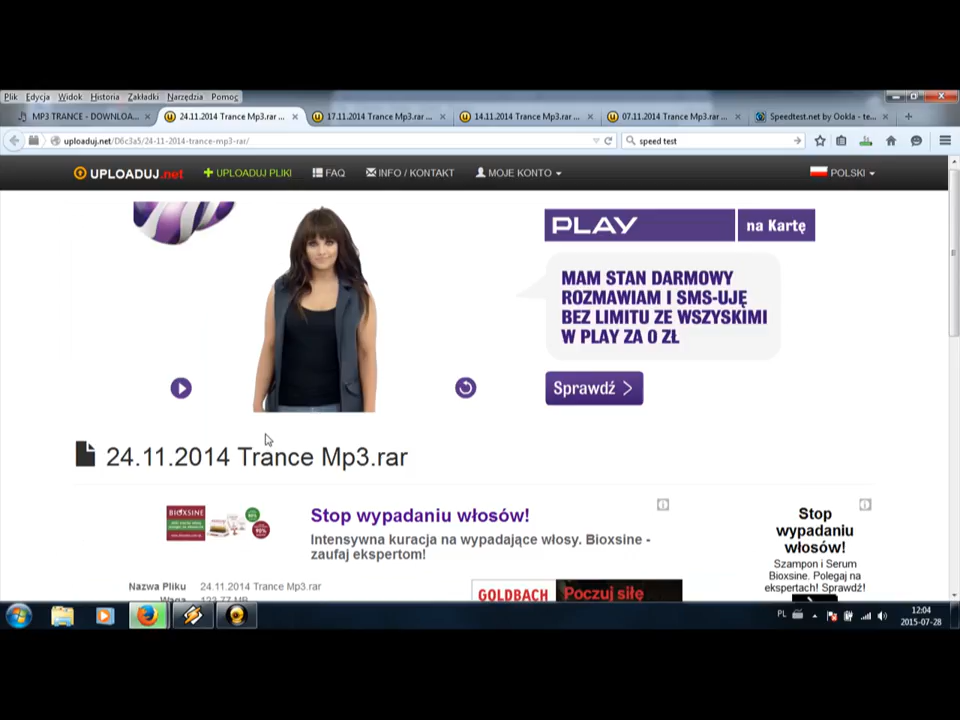 Plik Edycja Widok Historia Zakładki Narzędzia Pomoc
MP3 TRANCE - DOWNLOA...
24.11.2014 Trance Mp3.rar ...
17.11.2014 Trance Mp3.rar ...
14.11.2014 Trance Mp3.rar ...
07.11.2014 Trance Mp3.rar ...
Speedtest.net by Ookla - te...
uploaduj.net/D6c3a5/24-11-2014-trance-mp3-rar/
speed test
UPLOADUJ.net
UPLOADUJ PLIKI
FAQ
INFO / KONTAKT
MOJE KONTO
POLSKI
PLAY na Kartę
MAM STAN DARMOWY
ROZMAWIAM I SMS-UJĘ
BEZ LIMITU ZE WSZYSKIMI
W PLAY ZA 0 ZŁ
Sprawdź
24.11.2014 Trance Mp3.rar
BIOXSINE
Stop wypadaniu włosów!
Intensywna kuracja na wypadające włosy. Bioxsine -
zaufaj ekspertom!
Stop
wypadaniu
włosów!
Szampon i Serum
Bioxsine. Polegaj na
ekspertach! Sprawdź!
Nazwa Pliku 24.11.2014 Trance Mp3.rar
Waga 123.77 MB
GOLDBACH Poczuj siłę
PL
12:04
2015-07-28